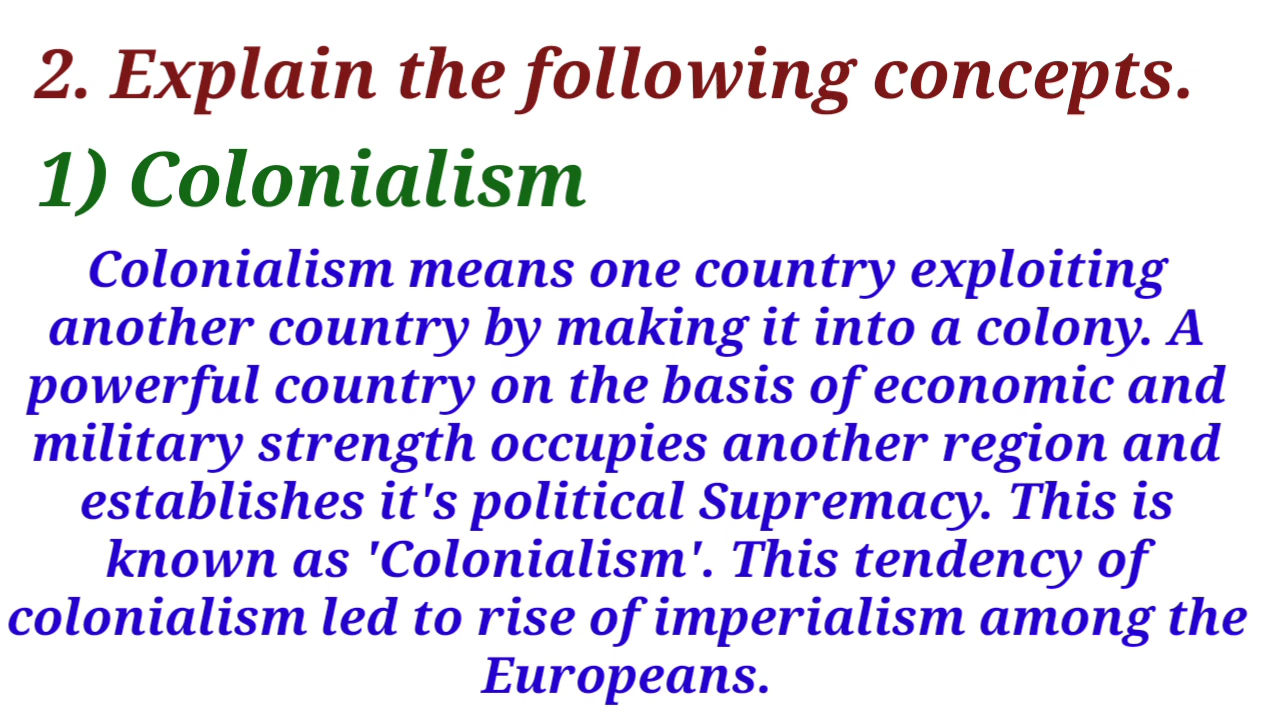 2. Explain the following concepts.
1) Colonialism
Colonialism means one country exploiting
another country by making it into a colony. A
powerful country on the basis of economic and
military strength occupies another region and
establishes it's political Supremacy. This is
known as 'Colonialism'. This tendency of
colonialism led to rise of imperialism among the
Europeans.